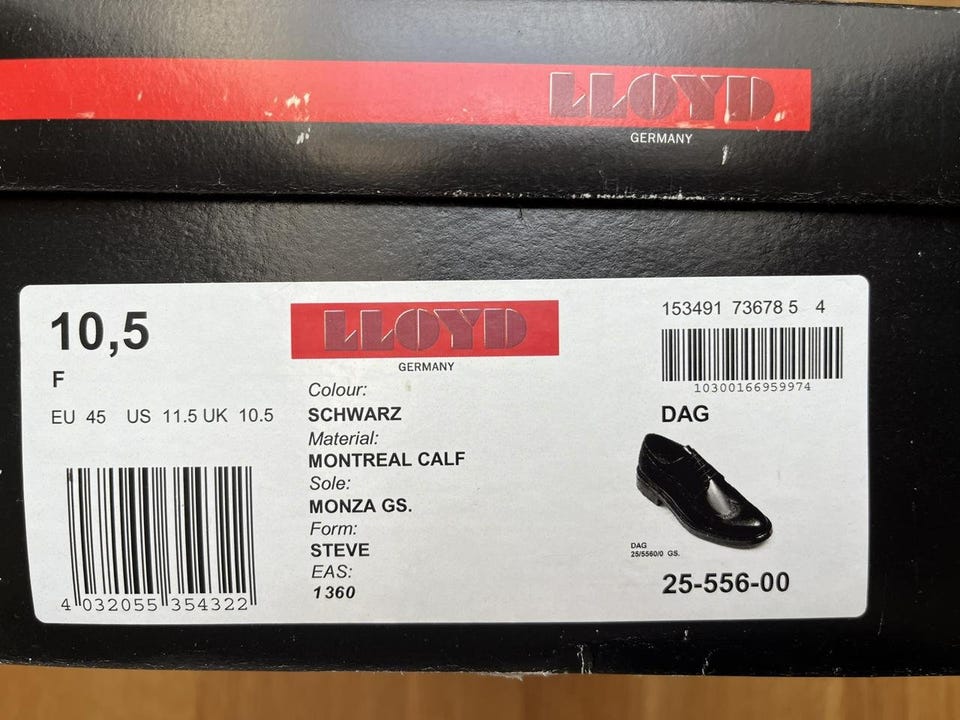 LLOYD
GERMANY
10,5
F
EU 45 US 11.5 UK 10.5
4 032055 354322
LLOYD
GERMANY
Colour:
SCHWARZ
Material:
MONTREAL CALF
Sole:
MONZA GS.
Form:
STEVE
EAS:
1360
153491 73678 5 4
10300166959974
DAG
DAG
25/5560/0 GS.
25-556-00